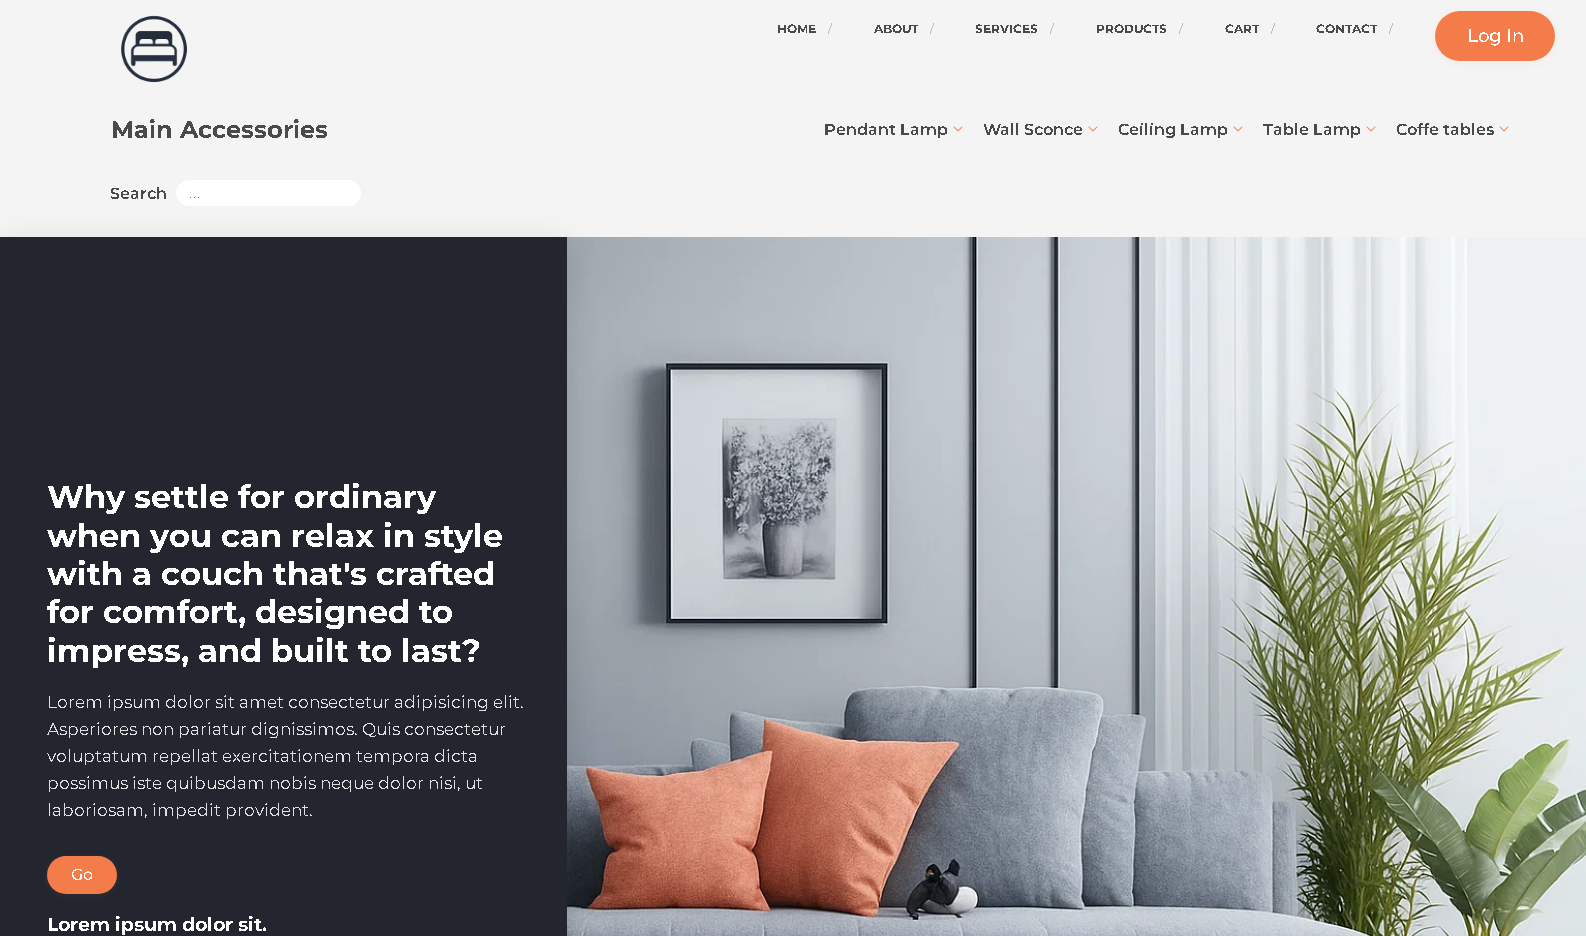 HOME / ABOUT / SERVICES / PRODUCTS / CART / CONTACT / Log In
Main Accessories
Pendant Lamp Wall Sconce Ceiling Lamp Table Lamp Coffe tables
Search ...
Why settle for ordinary
when you can relax in style
with a couch that's crafted
for comfort, designed to
impress, and built to last?
Lorem ipsum dolor sit amet consectetur adipisicing elit.
Asperiores non pariatur dignissimos. Quis consectetur
voluptatum repellat exercitationem tempora dicta
possimus iste quibusdam nobis neque dolor nisi, ut
laboriosam, impedit provident.
Go
Lorem ipsum dolor sit.